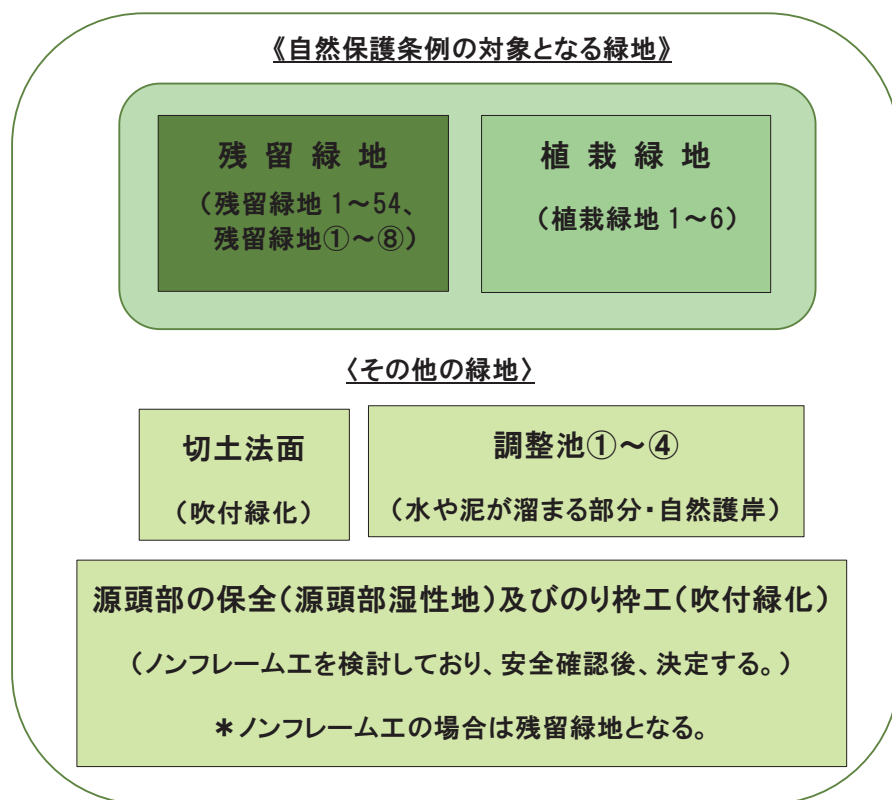 《自然保護条例の対象となる緑地》
残留緑地
（残留緑地1～54、
残留緑地①～⑧）
植栽緑地
（植栽緑地1～6）
〈その他の緑地〉
切土法面
（吹付緑化）
調整池①～④
（水や泥が溜まる部分・自然護岸）
源頭部の保全（源頭部湿性地）及びのり枠工（吹付緑化）
（ノンフレーム工を検討しており、安全確認後、決定する。）
＊ノンフレーム工の場合は残留緑地となる。